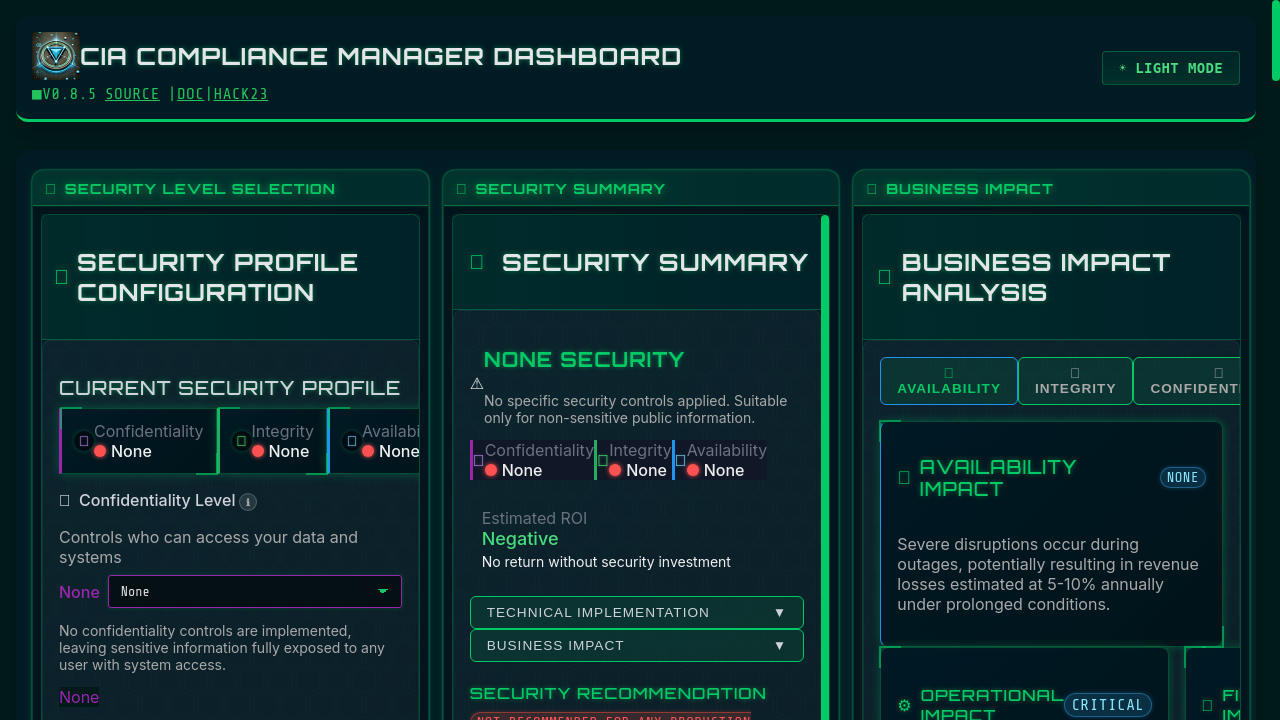 CIA COMPLIANCE MANAGER DASHBOARD
V0.8.5 SOURCE |DOC|HACK23
☀ LIGHT MODE
SECURITY LEVEL SELECTION
SECURITY PROFILE
CONFIGURATION
CURRENT SECURITY PROFILE
Confidentiality Integrity Availabi
None None None
Confidentiality Level ℹ
Controls who can access your data and
systems
None None
No confidentiality controls are implemented,
leaving sensitive information fully exposed to any
user with system access.
None
SECURITY SUMMARY
SECURITY SUMMARY
NONE SECURITY
⚠
No specific security controls applied. Suitable
only for non-sensitive public information.
Confidentiality Integrity Availability
None None None
Estimated ROI
Negative
No return without security investment
TECHNICAL IMPLEMENTATION ▼
BUSINESS IMPACT ▼
SECURITY RECOMMENDATION
NOT RECOMMENDED FOR ANY PRODUCTION
BUSINESS IMPACT
BUSINESS IMPACT
ANALYSIS
AVAILABILITY INTEGRITY CONFIDENTI
AVAILABILITY
IMPACT
NONE
Severe disruptions occur during
outages, potentially resulting in revenue
losses estimated at 5-10% annually
under prolonged conditions.
⚙ OPERATIONAL
IMPACT
CRITICAL
FI
IM